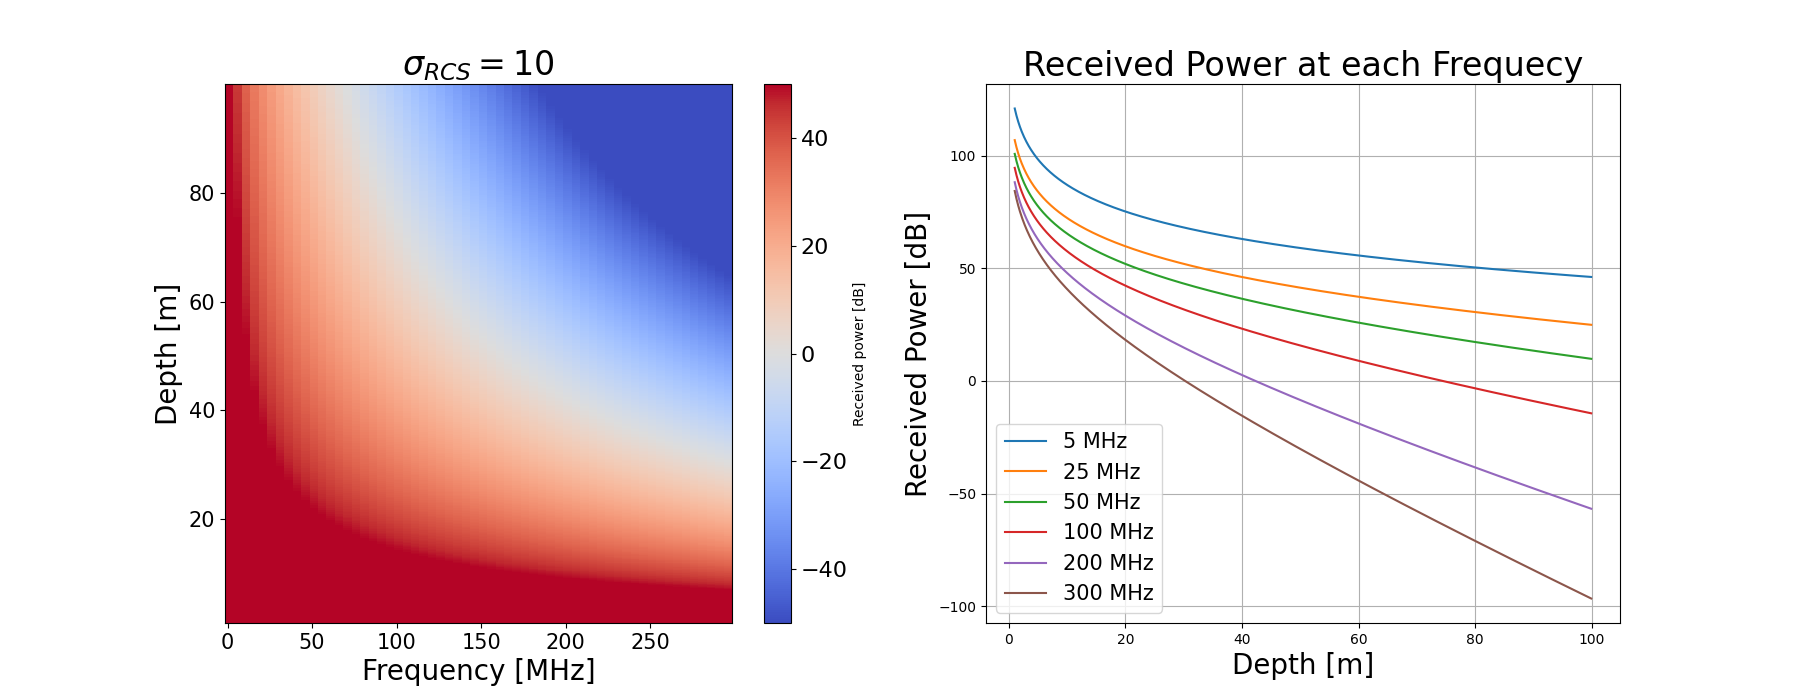 σRCS = 10
80
60
40
20
0
50
100
150
200
250
Frequency [MHz]
Depth [m]
40
20
0
−20
−40
Received power [dB]
Received Power at each Frequecy
100
50
0
−50
−100
Received Power [dB]
5 MHz
25 MHz
50 MHz
100 MHz
200 MHz
300 MHz
0
20
40
60
80
100
Depth [m]